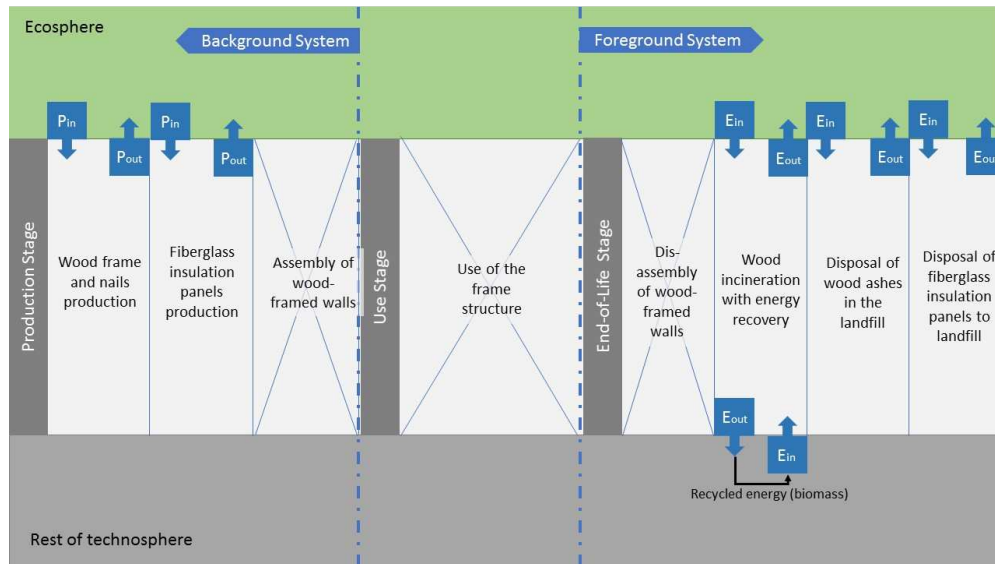 Ecosphere
Background System
Foreground System
Pin
Pout
Pin
Pout
Ein
Eout
Ein
Eout
Ein
Eout
Production Stage
Wood frame
and nails
production
Fiberglass
insulation
panels
production
Assembly of
wood-
framed walls
Use Stage
Use of the
frame
structure
End-of-Life Stage
Dis-
assembly
of wood-
framed
walls
Wood
incineration
with energy
recovery
Disposal of
wood ashes
in the
landfill
Disposal of
fiberglass
insulation
panels to
landfill
Eout
Ein
Recycled energy (biomass)
Rest of technosphere